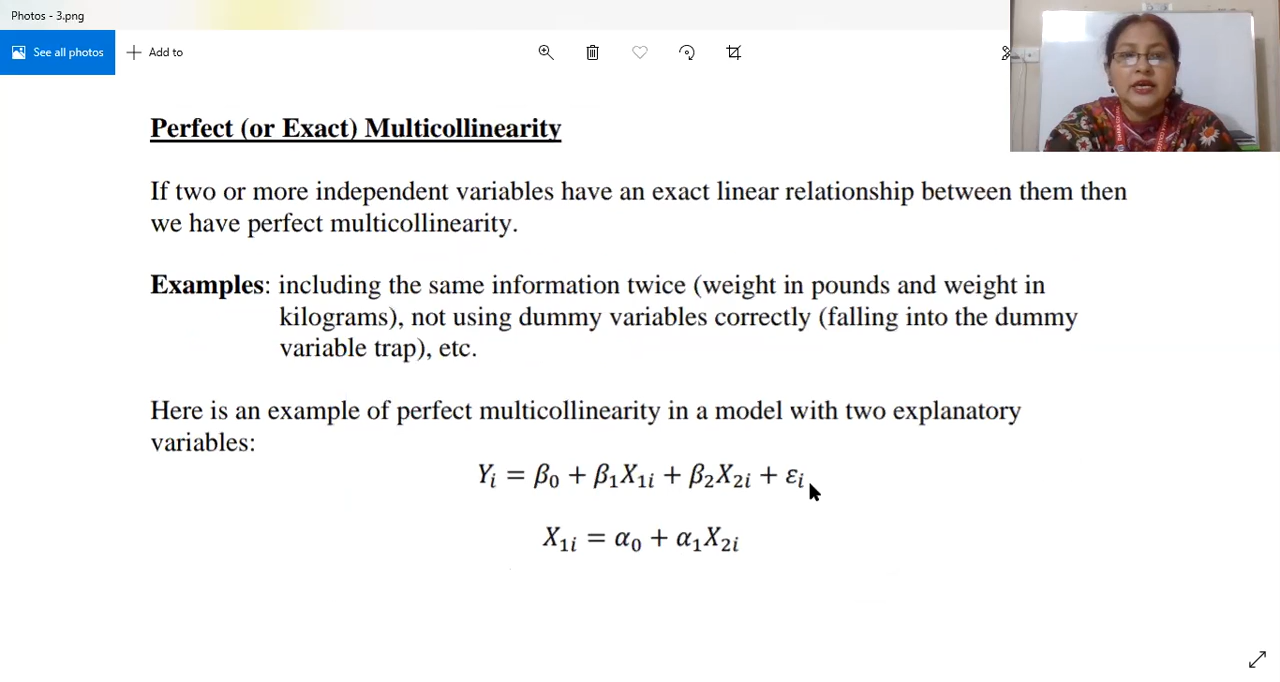 Photos - 3.png
See all photos
Add to
Perfect (or Exact) Multicollinearity
If two or more independent variables have an exact linear relationship between them then
we have perfect multicollinearity.
Examples: including the same information twice (weight in pounds and weight in
kilograms), not using dummy variables correctly (falling into the dummy
variable trap), etc.
Here is an example of perfect multicollinearity in a model with two explanatory
variables:
Yᵢ = β₀ + β₁X₁ᵢ + β₂X₂ᵢ + εᵢ
X₁ᵢ = α₀ + α₁X₂ᵢ